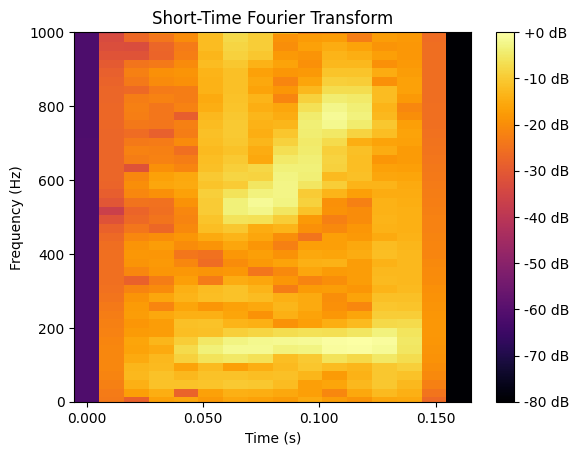 Short-Time Fourier Transform
Frequency (Hz)
1000
800
600
400
200
0
0.000
0.050
0.100
0.150
Time (s)
+0 dB
-10 dB
-20 dB
-30 dB
-40 dB
-50 dB
-60 dB
-70 dB
-80 dB